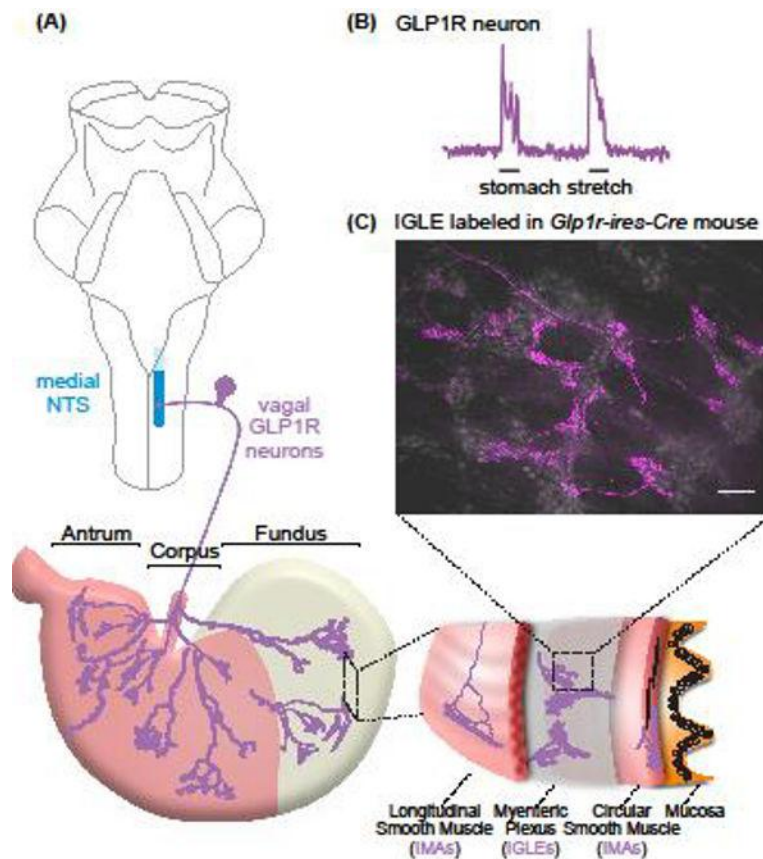 (A)
(B) GLP1R neuron
stomach stretch
(C) IGLE labeled in Glp1r-ires-Cre mouse
medial
NTS
vagal
GLP1R
neurons
Antrum
Corpus
Fundus
Longitudinal
Smooth Muscle
(IMAs)
Myenteric
Plexus
(IGLEs)
Circular
Smooth Muscle
(IMAs)
Mucosa